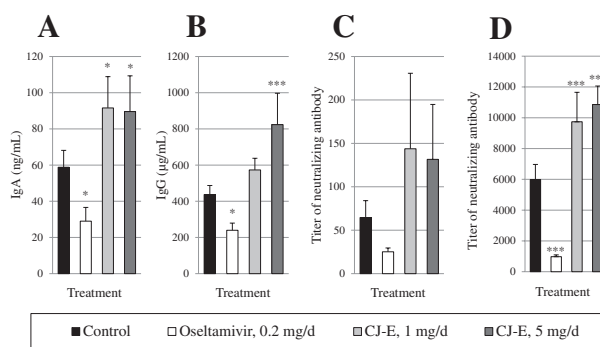 A
IgA (ng/mL)
120
100
80
60
40
20
0
*
*
*
Treatment
B
IgG (μg/mL)
1200
1000
800
600
400
200
0
*
***
Treatment
C
Titer of neutralizing antibody
250
200
150
100
50
0
Treatment
D
Titer of neutralizing antibody
12000
10000
8000
6000
4000
2000
0
***
***
Treatment
Control
Oseltamivir, 0.2 mg/d
CJ-E, 1 mg/d
CJ-E, 5 mg/d